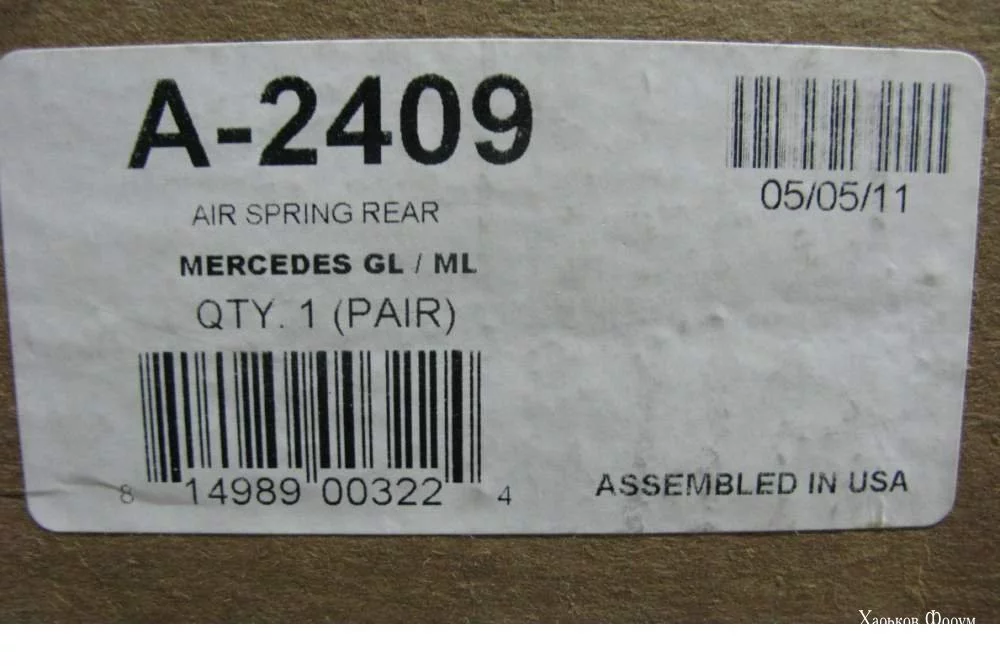 A-2409
05/05/11
AIR SPRING REAR
MERCEDES GL / ML
QTY. 1 (PAIR)
8 14989 00322 4
ASSEMBLED IN USA
Харьков Форум